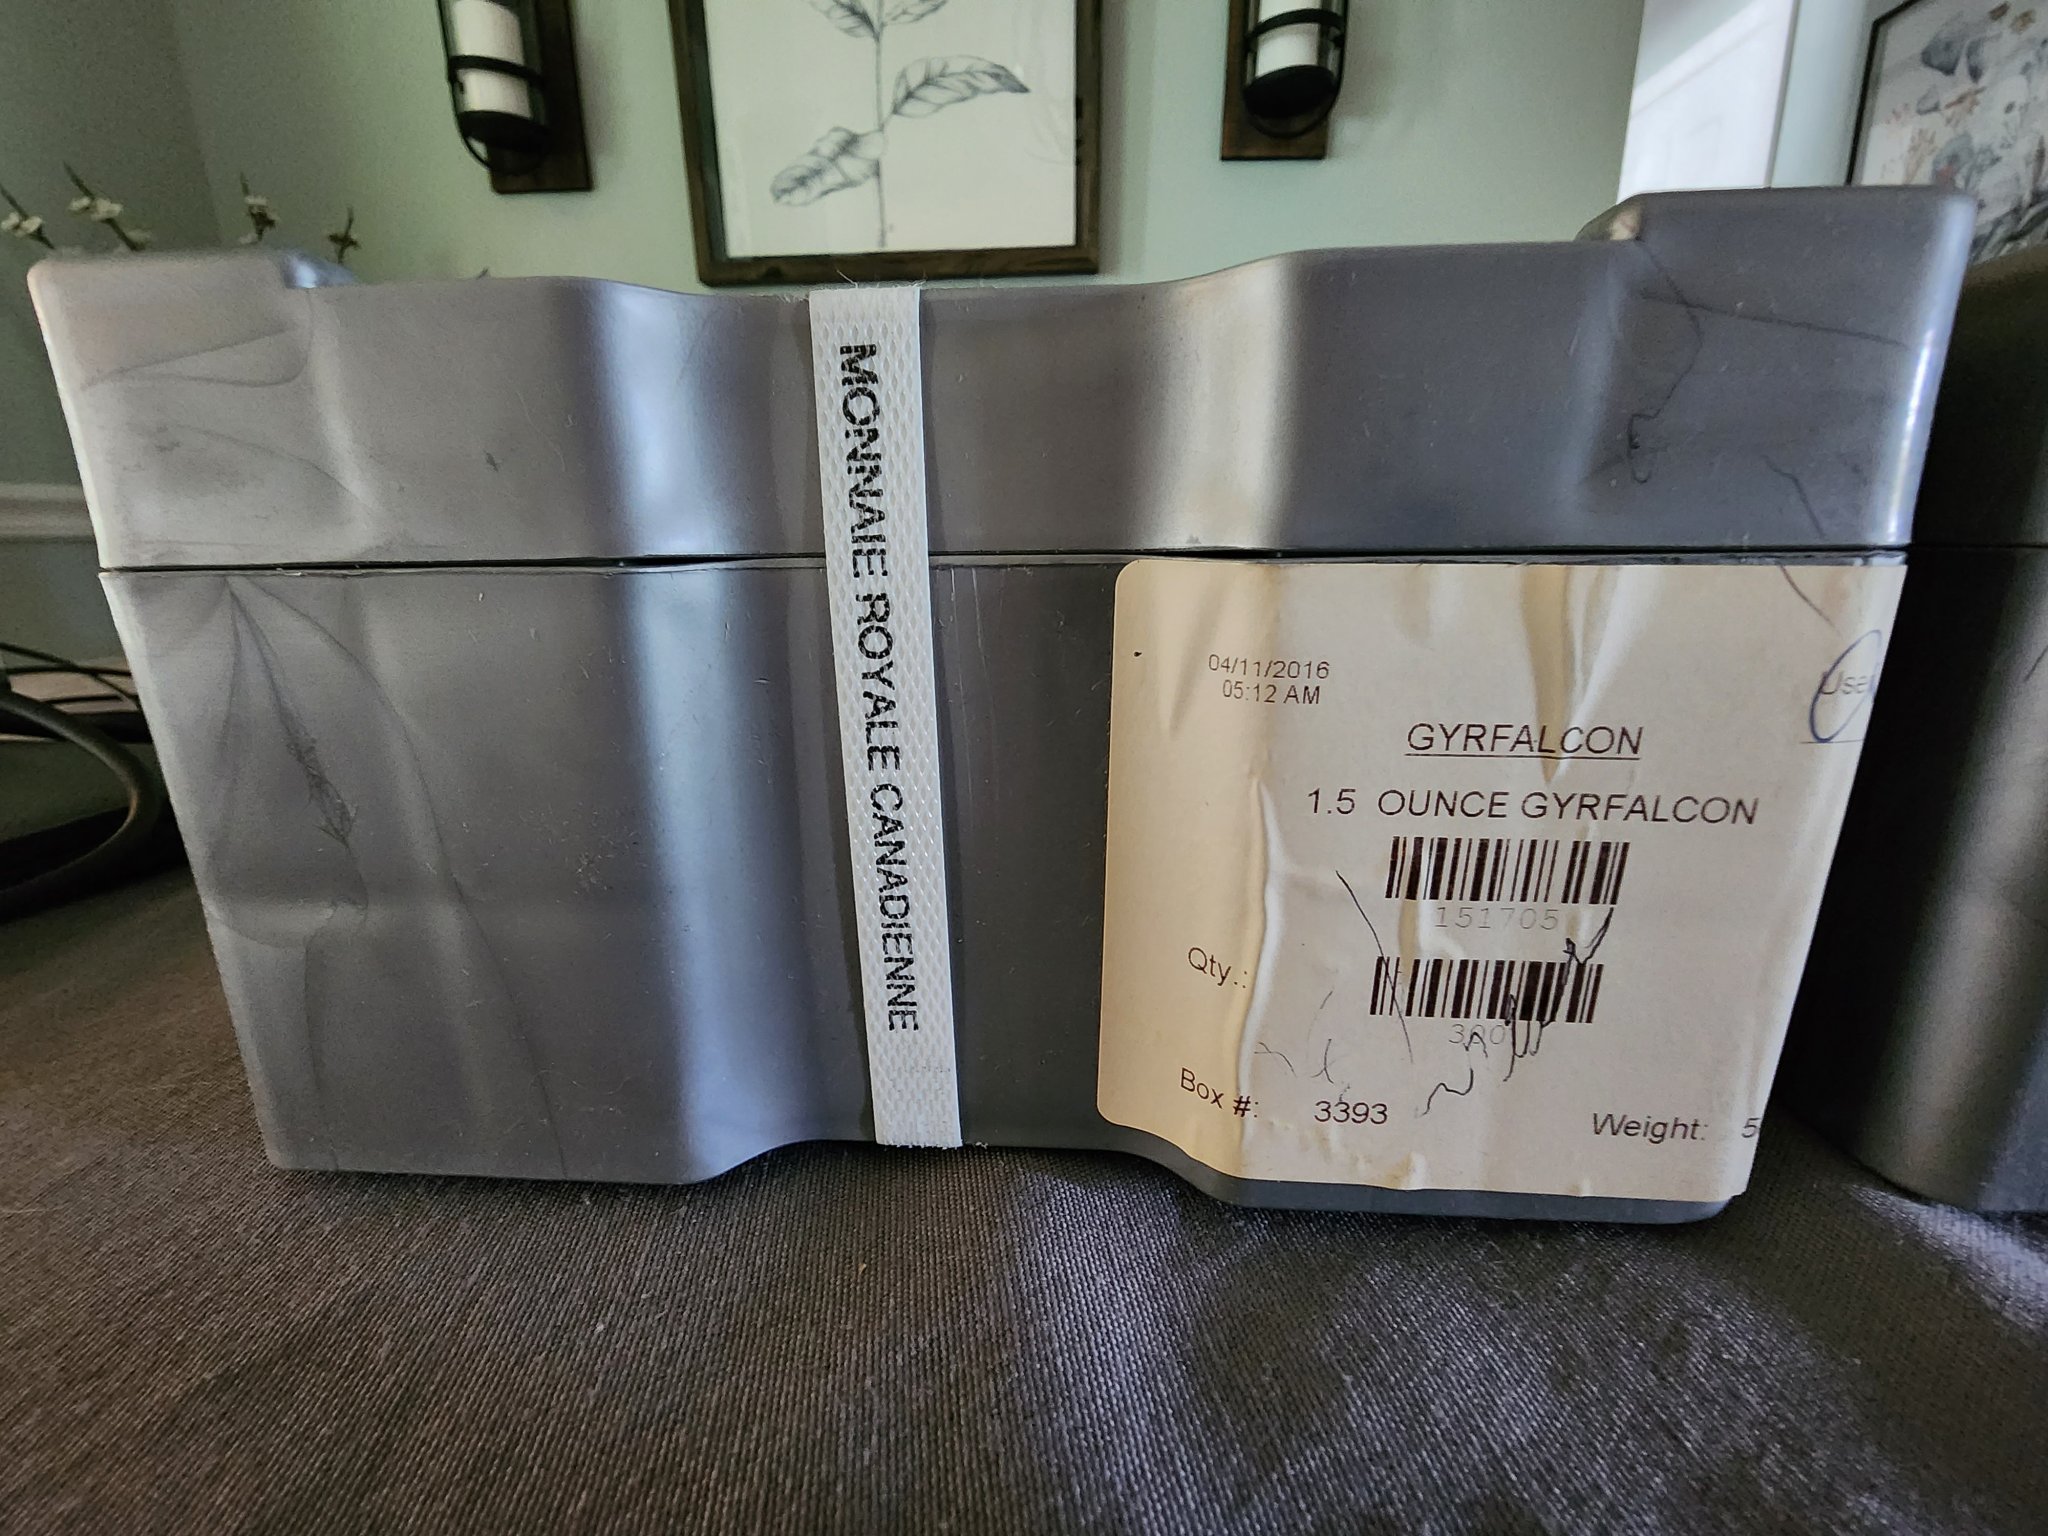 MONNAIE ROYALE CANADIENNE
04/11/2016
05:12 AM
GYRFALCON
1.5 OUNCE GYRFALCON
151705
Qty.:
300
Box #: 3393
Weight: